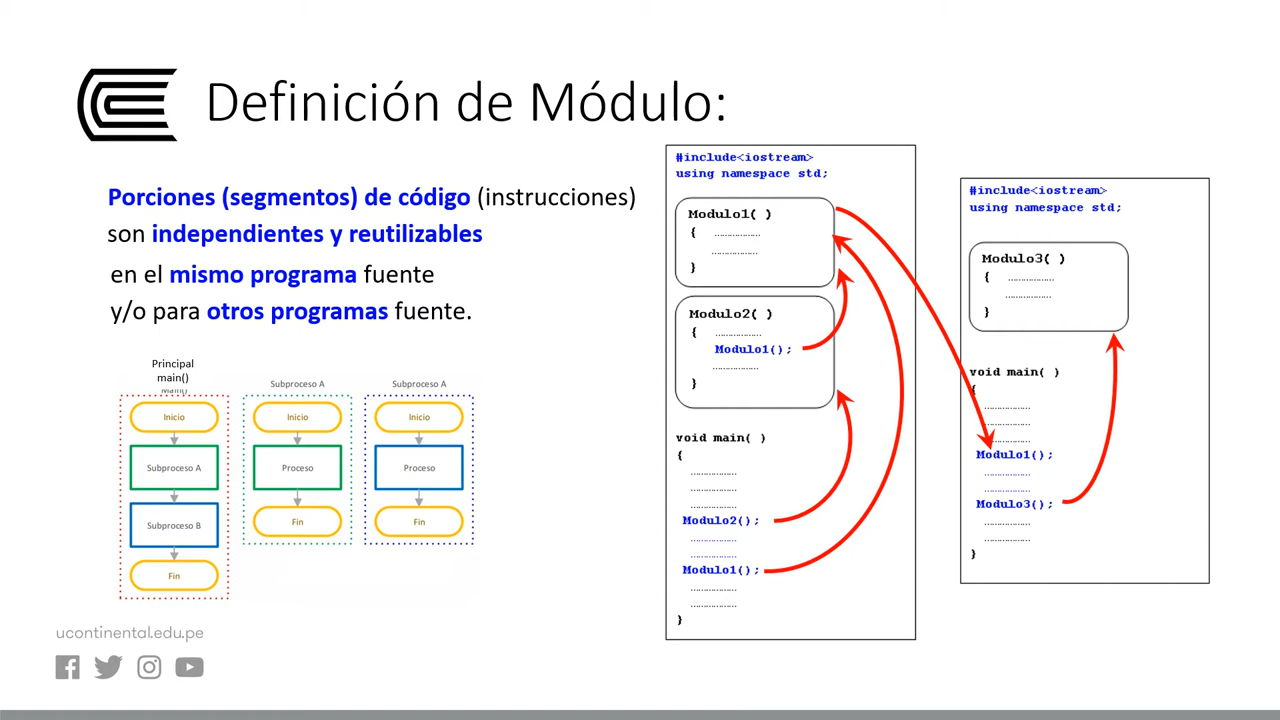 Definición de Módulo:
Porciones (segmentos) de código (instrucciones)
son independientes y reutilizables
en el mismo programa fuente
y/o para otros programas fuente.
Principal
main()
Main()
Inicio
Subproceso A
Subproceso B
Fin
Subproceso A
Inicio
Proceso
Fin
Subproceso A
Inicio
Proceso
Fin
#include<iostream>
using namespace std;
Modulo1( )
{ ....................
....................
}
Modulo2( )
{ ....................
Modulo1();
....................
}
void main( )
{
....................
....................
....................
Modulo2();
....................
....................
Modulo1();
....................
....................
}
#include<iostream>
using namespace std;
Modulo3( )
{ ....................
....................
}
void main( )
{
....................
....................
....................
Modulo1();
....................
....................
Modulo3();
....................
....................
}
ucontinental.edu.pe